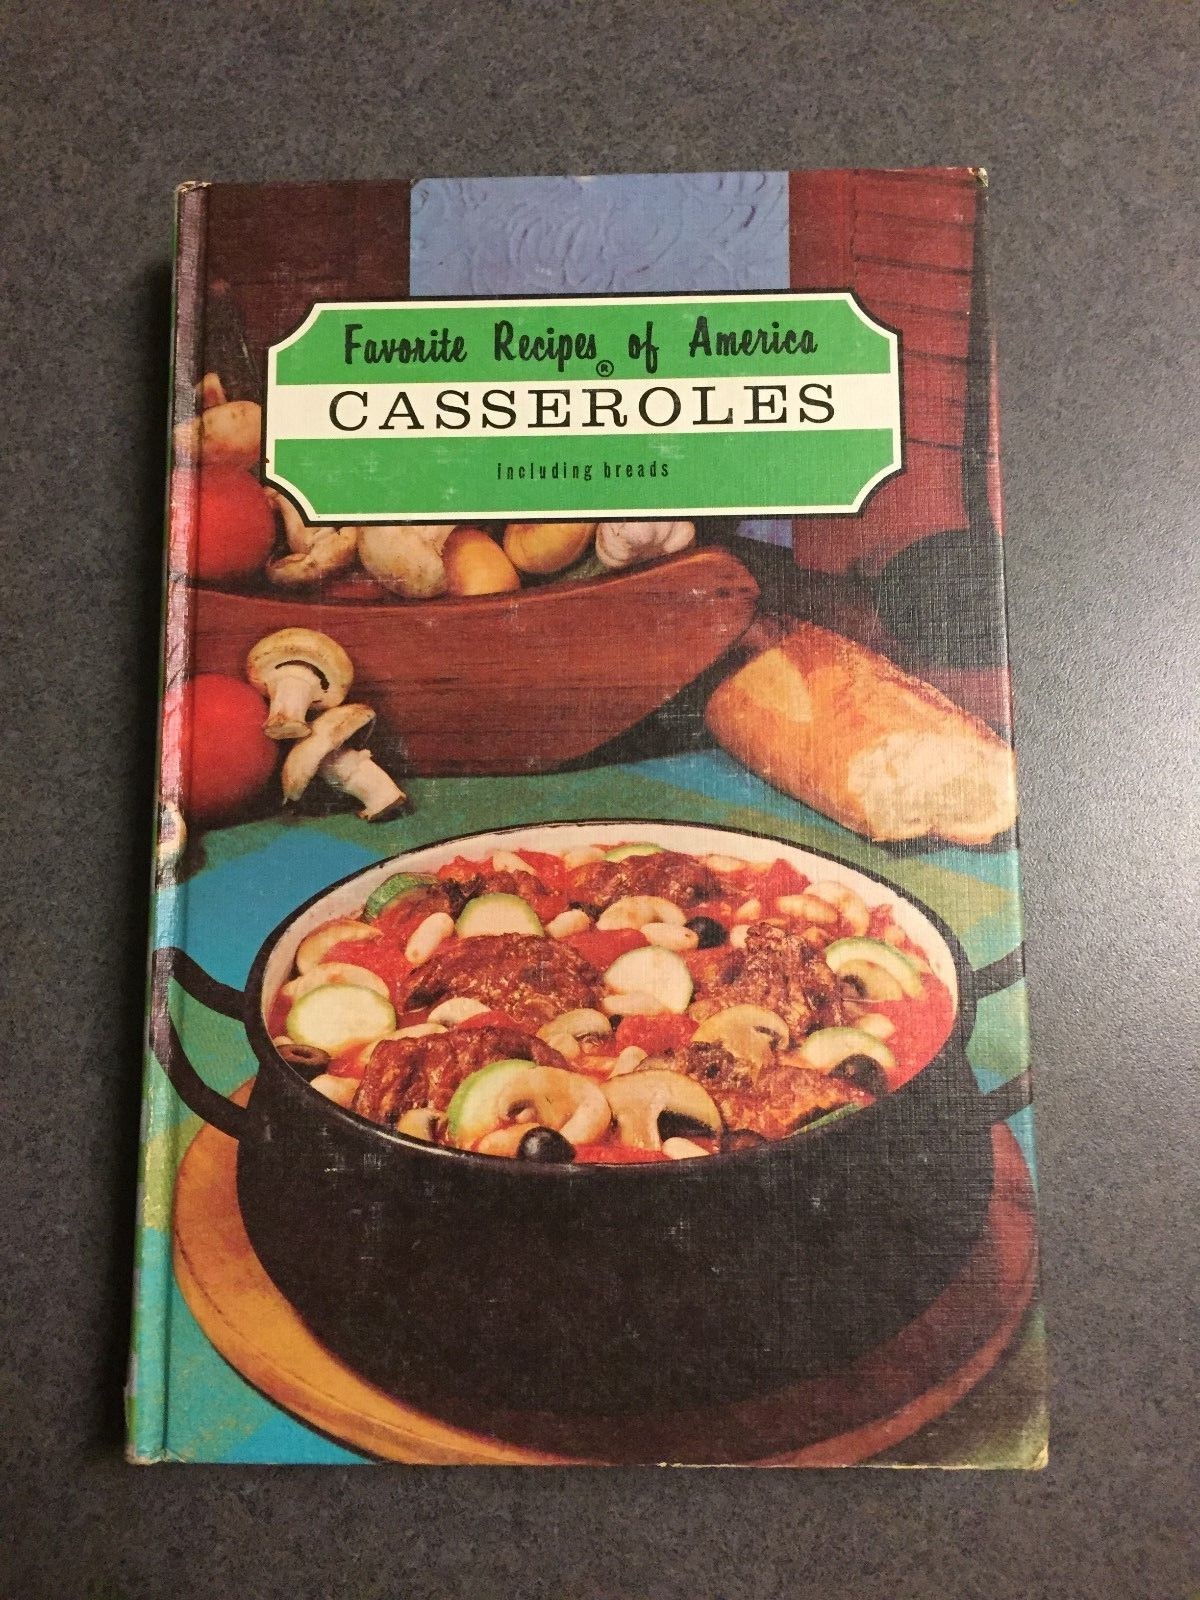 Favorite Recipes® of America
CASSEROLES
including breads